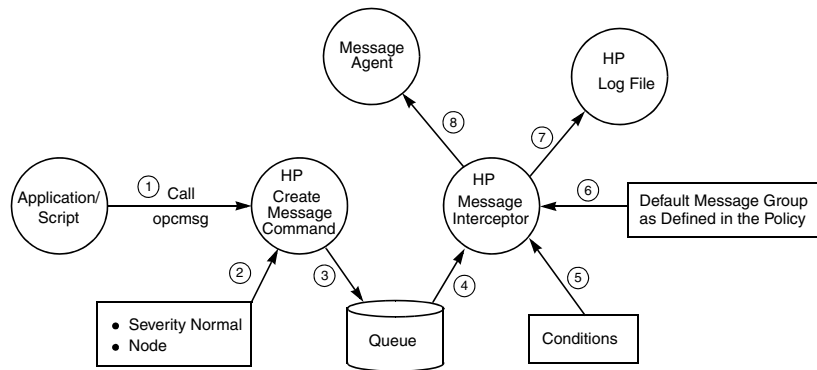 Message
Agent
HP
Log File
8
7
Application/
Script
1
Call
opcmsg
HP
Create
Message
Command
HP
Message
Interceptor
6
Default Message Group
as Defined in the Policy
2
3
4
5
● Severity Normal
● Node
Queue
Conditions